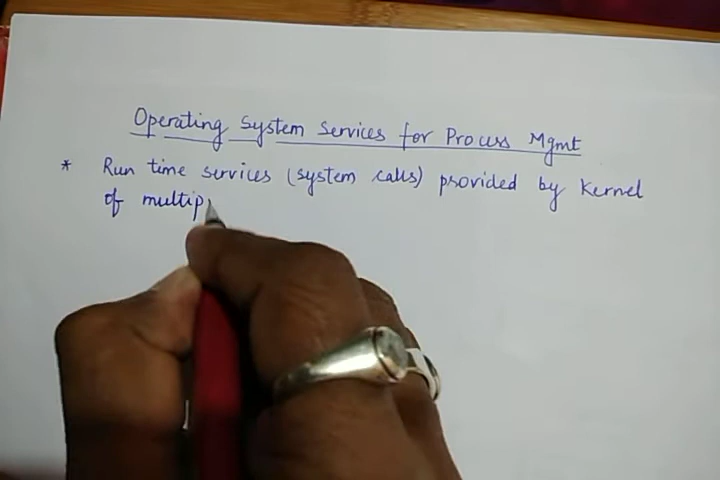 Operating System Services for Process Mgmt
* Run time services (system calls) provided by Kernel
of multip